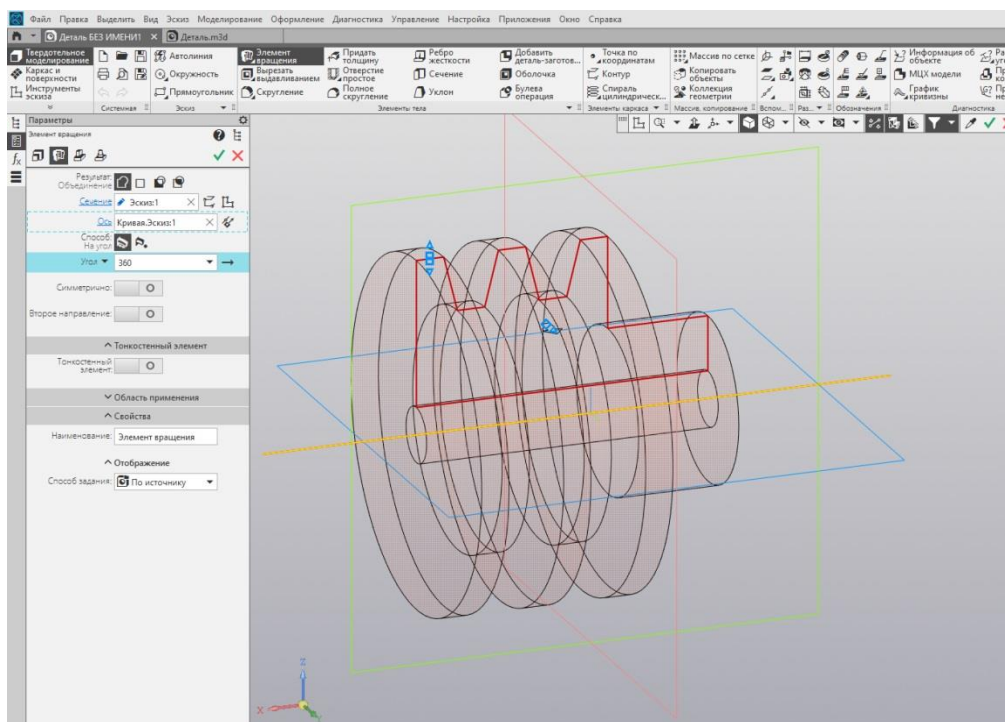 Файл Правка Выделить Вид Эскиз Моделирование Оформление Диагностика Управление Настройка Приложения Окно Справка
Деталь БЕЗ ИМЕНИ1 Деталь.m3d
Твердотельное моделирование
Каркас и поверхности
Инструменты эскиза
Системная
Автолиния
Окружность
Прямоугольник
Эскиз
Элемент вращения
Вырезать выдавливанием
Скругление
Придать толщину
Отверстие простое
Полное скругление
Ребро жесткости
Сечение
Уклон
Добавить деталь-заготов...
Оболочка
Булева операция
Элементы тела
Точка по координатам
Контур
Спираль цилиндрическ...
Элементы каркаса
Массив по сетке
Копировать объекты
Коллекция геометрии
Массив, копирование
Вспом...
Раз...
Обозначения
Информация об объекте
МЦХ модели
График кривизны
Диагностика
Параметры
Элемент вращения
Результат: Объединение
Сечение Эскиз:1
Ось Кривая.Эскиз:1
Способ: На угол
Угол 360
Симметрично:
Второе направление:
Тонкостенный элемент
Тонкостенный элемент:
Область применения
Свойства
Наименование: Элемент вращения
Отображение
Способ задания: По источнику
z
x